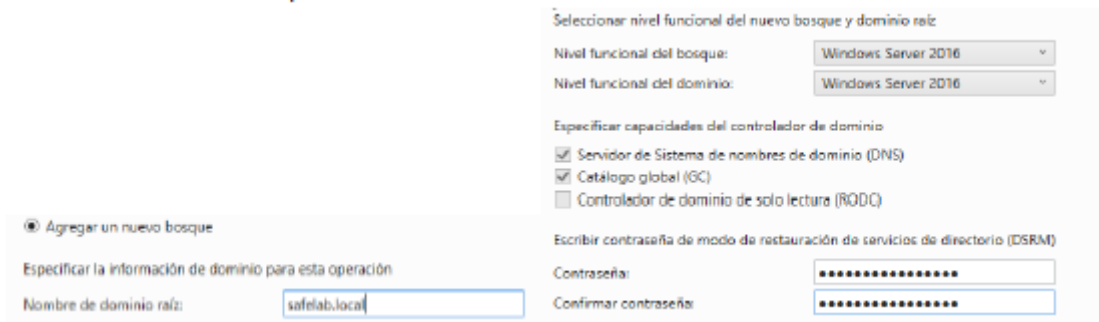 Seleccionar nivel funcional del nuevo bosque y dominio raíz
Nivel funcional del bosque: Windows Server 2016
Nivel funcional del dominio: Windows Server 2016
Especificar capacidades del controlador de dominio
Servidor de Sistema de nombres de dominio (DNS)
Catálogo global (GC)
Controlador de dominio de solo lectura (RODC)
Escribir contraseña de modo de restauración de servicios de directorio (DSRM)
Contraseña: ●●●●●●●●●●●●●●●●
Confirmar contraseña: ●●●●●●●●●●●●●●●●
Agregar un nuevo bosque
Especificar la información de dominio para esta operación
Nombre de dominio raíz: safelab.local